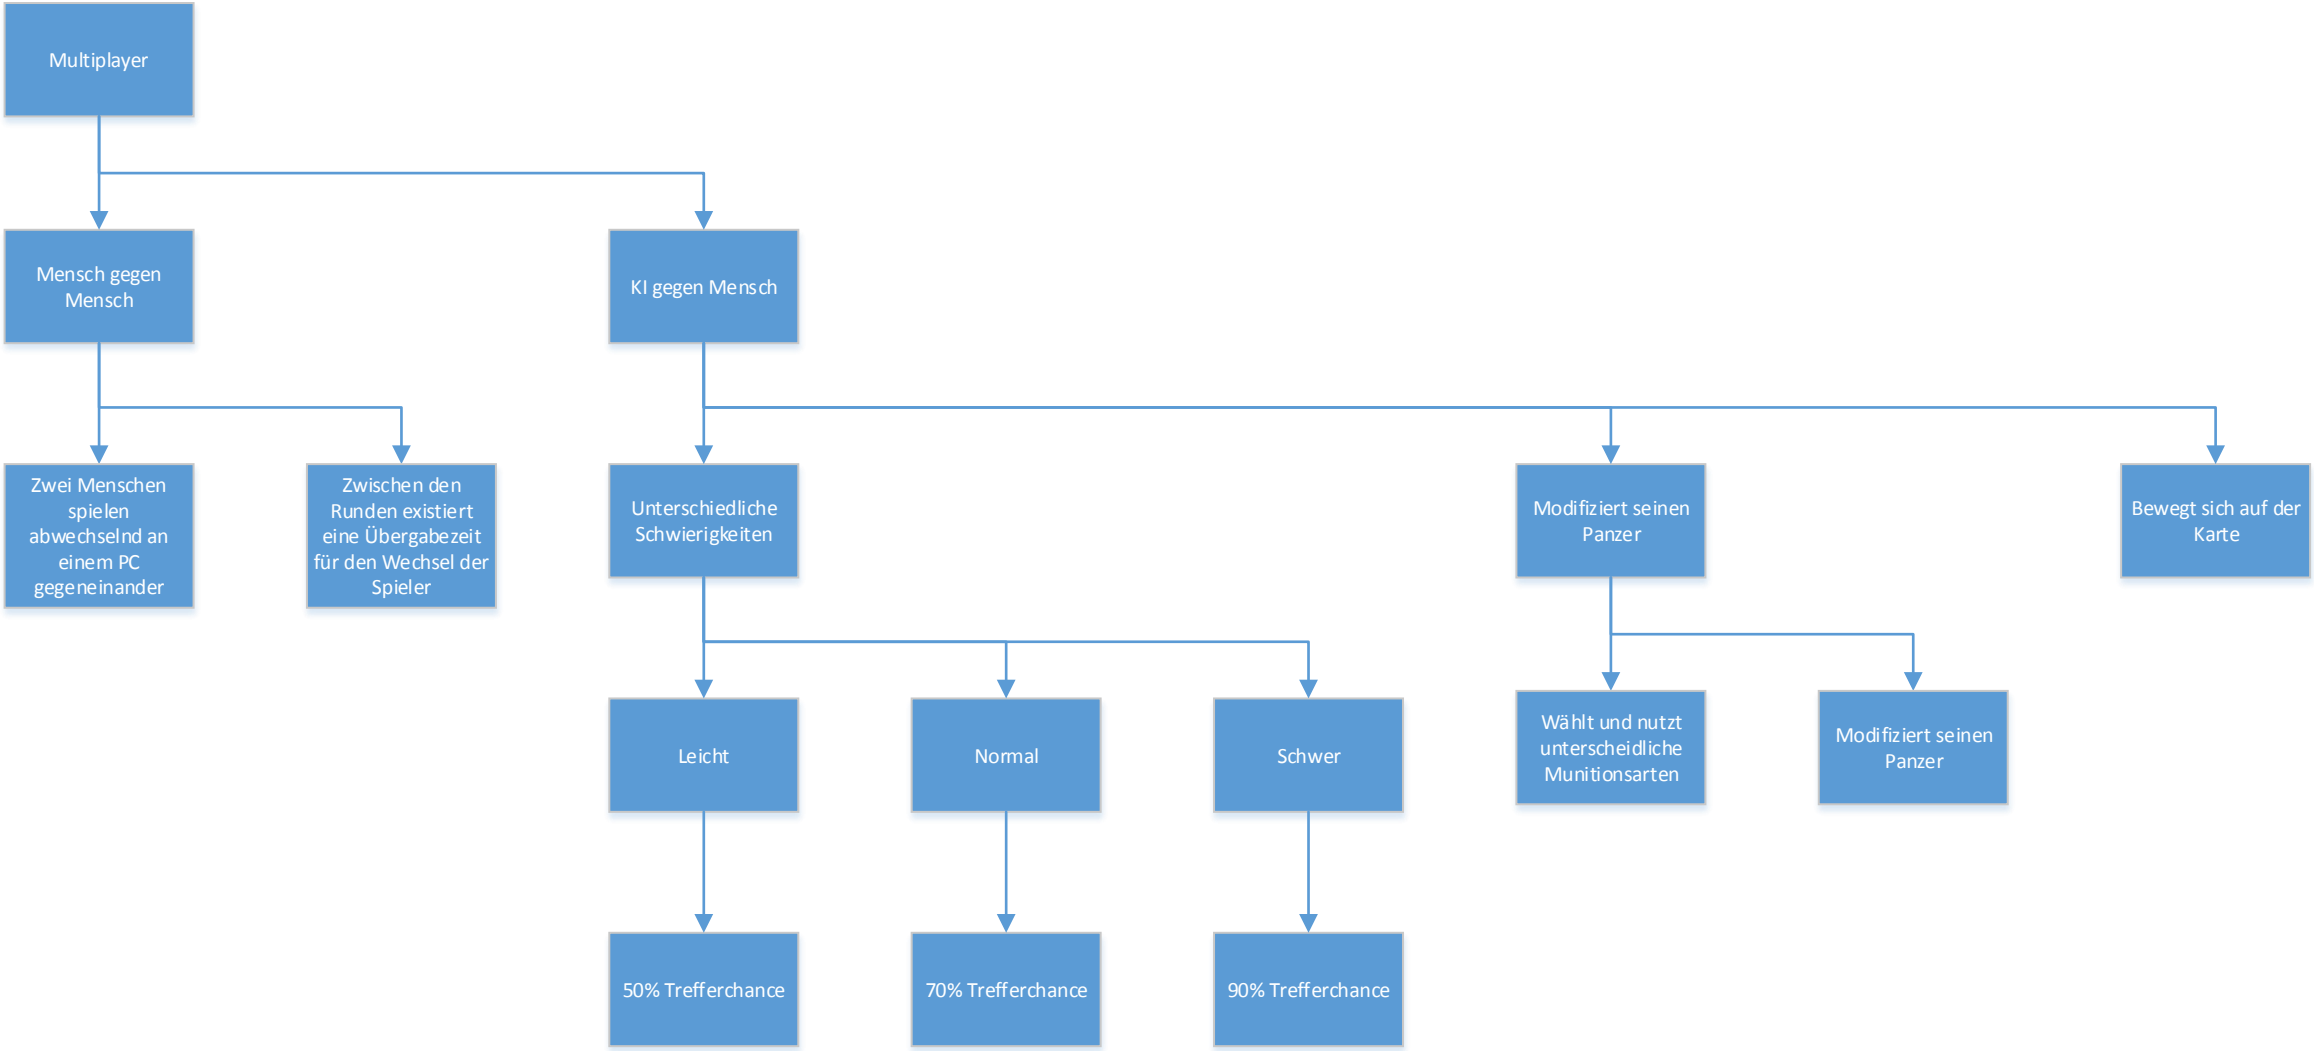 Multiplayer
Mensch gegen
Mensch
KI gegen Mensch
Zwei Menschen
spielen
abwechselnd an
einem PC
gegeneinander
Zwischen den
Runden existiert
eine Übergabezeit
für den Wechsel der
Spieler
Unterschiedliche
Schwierigkeiten
Modifiziert seinen
Panzer
Bewegt sich auf der
Karte
Leicht
Normal
Schwer
Wählt und nutzt
unterscheidliche
Munitionsarten
Modifiziert seinen
Panzer
50% Trefferchance
70% Trefferchance
90% Trefferchance